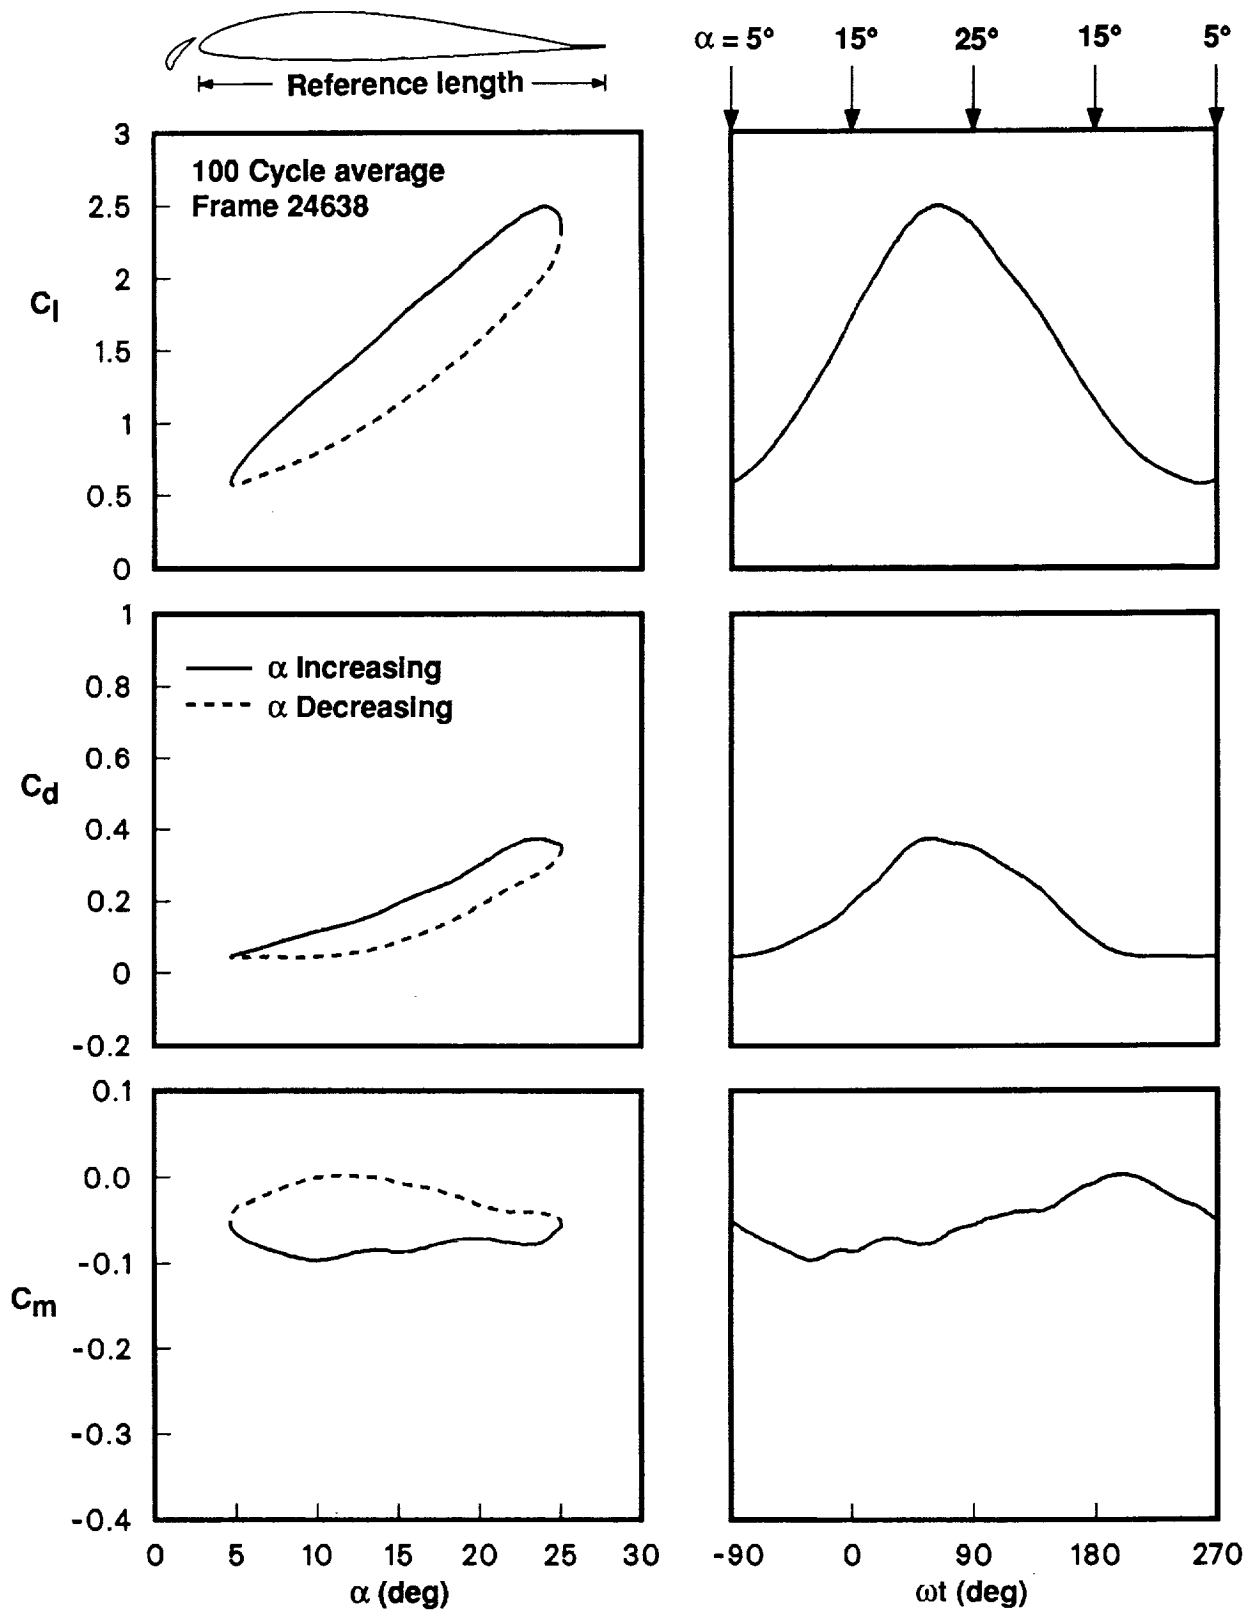 α = 5° 15° 25° 15° 5°
Reference length
3
100 Cycle average
Frame 24638
2.5
2
Cl
1.5
1
0.5
0
1
α Increasing
0.8
α Decreasing
0.6
Cd
0.4
0.2
0
-0.2
0.1
0.0
-0.1
Cm
-0.2
-0.3
-0.4
0 5 10 15 20 25 30
α (deg)
-90 0 90 180 270
ωt (deg)